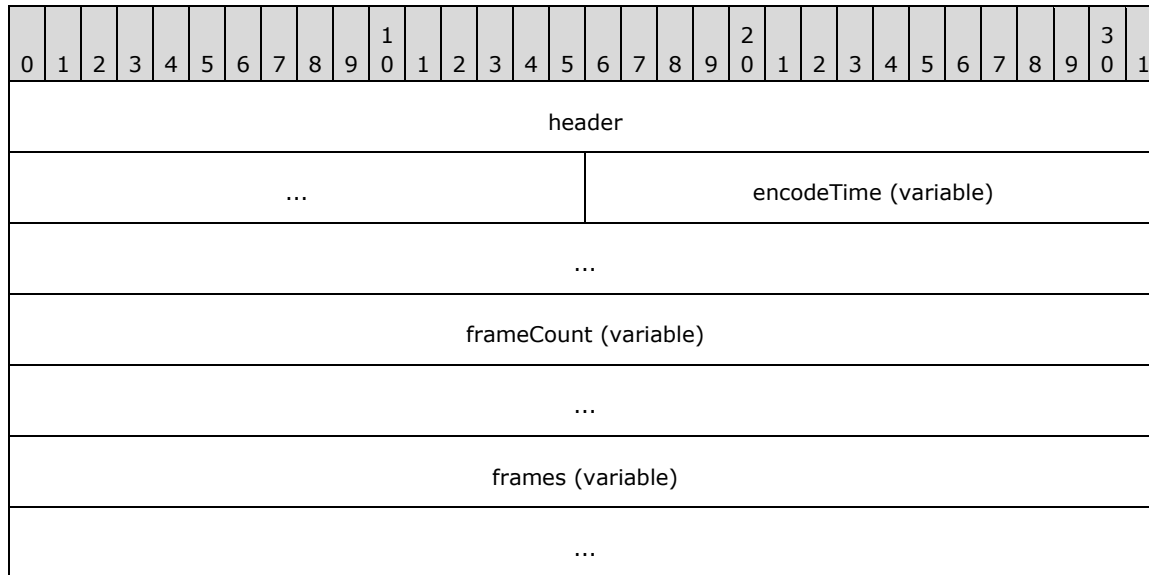 1 2 3
0 1 2 3 4 5 6 7 8 9 0 1 2 3 4 5 6 7 8 9 0 1 2 3 4 5 6 7 8 9 0 1
header
... encodeTime (variable)
...
frameCount (variable)
...
frames (variable)
...